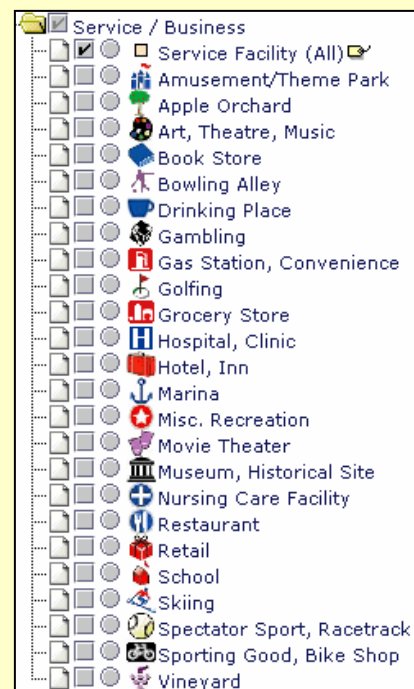 Service / Business
Service Facility (All)
Amusement/Theme Park
Apple Orchard
Art, Theatre, Music
Book Store
Bowling Alley
Drinking Place
Gambling
Gas Station, Convenience
Golfing
Grocery Store
Hospital, Clinic
Hotel, Inn
Marina
Misc. Recreation
Movie Theater
Museum, Historical Site
Nursing Care Facility
Restaurant
Retail
School
Skiing
Spectator Sport, Racetrack
Sporting Good, Bike Shop
Vineyard